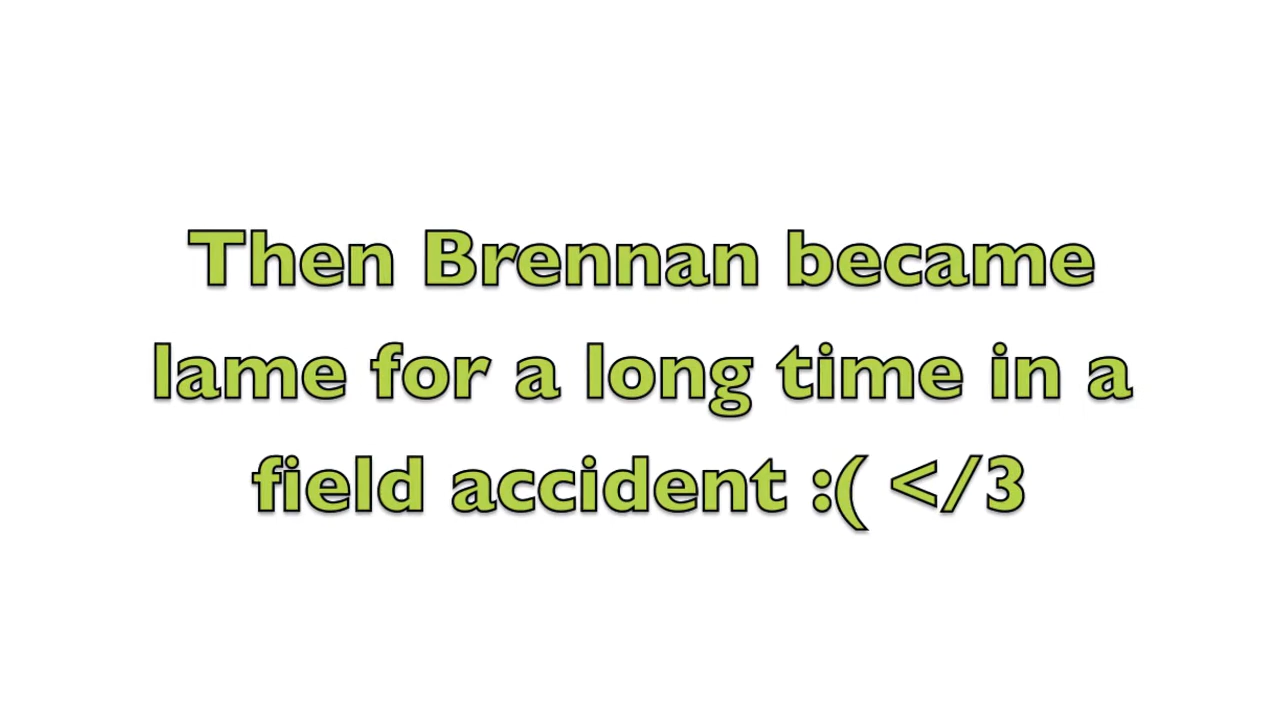 Then Brennan became
lame for a long time in a
field accident :( </3